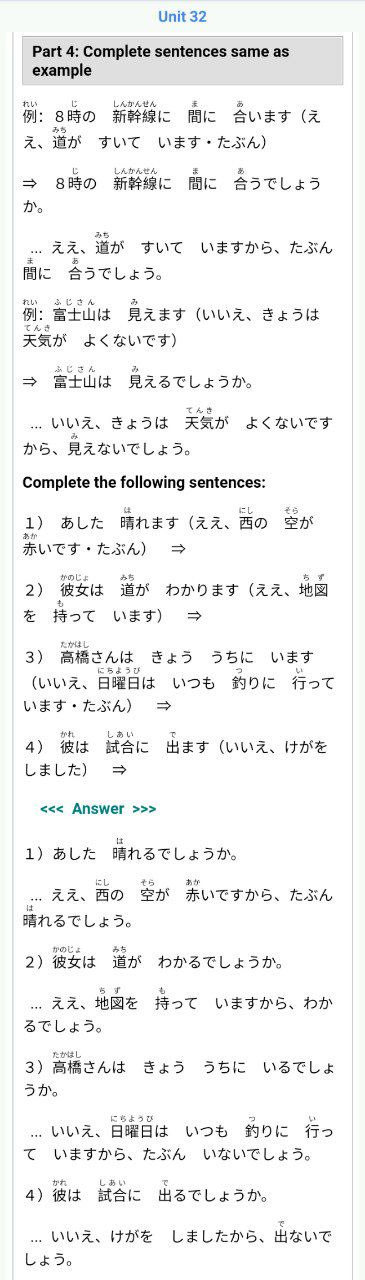 Unit 32
Part 4: Complete sentences same as
example
例: 8時の 新幹線に 間に 合います（え
え、道が すいて います・たぶん）
⇒ 8時の 新幹線に 間に 合うでしょう
か。
... ええ、道が すいて いますから、たぶん
間に 合うでしょう。
例: 富士山は 見えます（いいえ、きょうは
天気が よくないです）
⇒ 富士山は 見えるでしょうか。
... いいえ、きょうは 天気が よくないです
から、見えないでしょう。
Complete the following sentences:
1） あした 晴れます（ええ、西の 空が
赤いです・たぶん） ⇒
2） 彼女は 道が わかります（ええ、地図
を 持って います） ⇒
3） 高橋さんは きょう うちに います
（いいえ、日曜日は いつも 釣りに 行って
います・たぶん） ⇒
4） 彼は 試合に 出ます（いいえ、けがを
しました） ⇒
<<< Answer >>>
1）あした 晴れるでしょうか。
... ええ、西の 空が 赤いですから、たぶん
晴れるでしょう。
2）彼女は 道が わかるでしょうか。
... ええ、地図を 持って いますから、わか
るでしょう。
3）高橋さんは きょう うちに いるでしょ
うか。
... いいえ、日曜日は いつも 釣りに 行っ
て いますから、たぶん いないでしょう。
4）彼は 試合に 出るでしょうか。
... いいえ、けがを しましたから、出ないで
しょう。